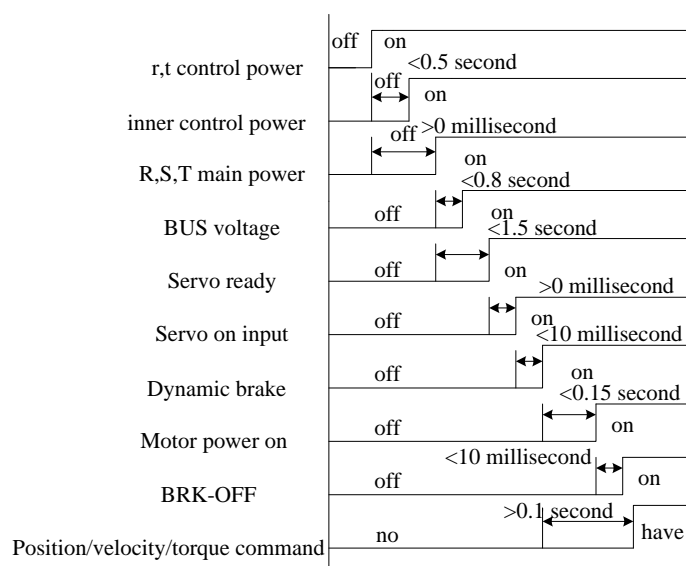 off on
r,t control power
<0.5 second
off on
inner control power
off >0 millisecond
R,S,T main power
on
<0.8 second
BUS voltage
off on
<1.5 second
Servo ready
off on
>0 millisecond
Servo on input
off on
<10 millisecond
Dynamic brake
off on
<0.15 second
Motor power on
off on
<10 millisecond
BRK-OFF
off on
>0.1 second
Position/velocity/torque command
no have